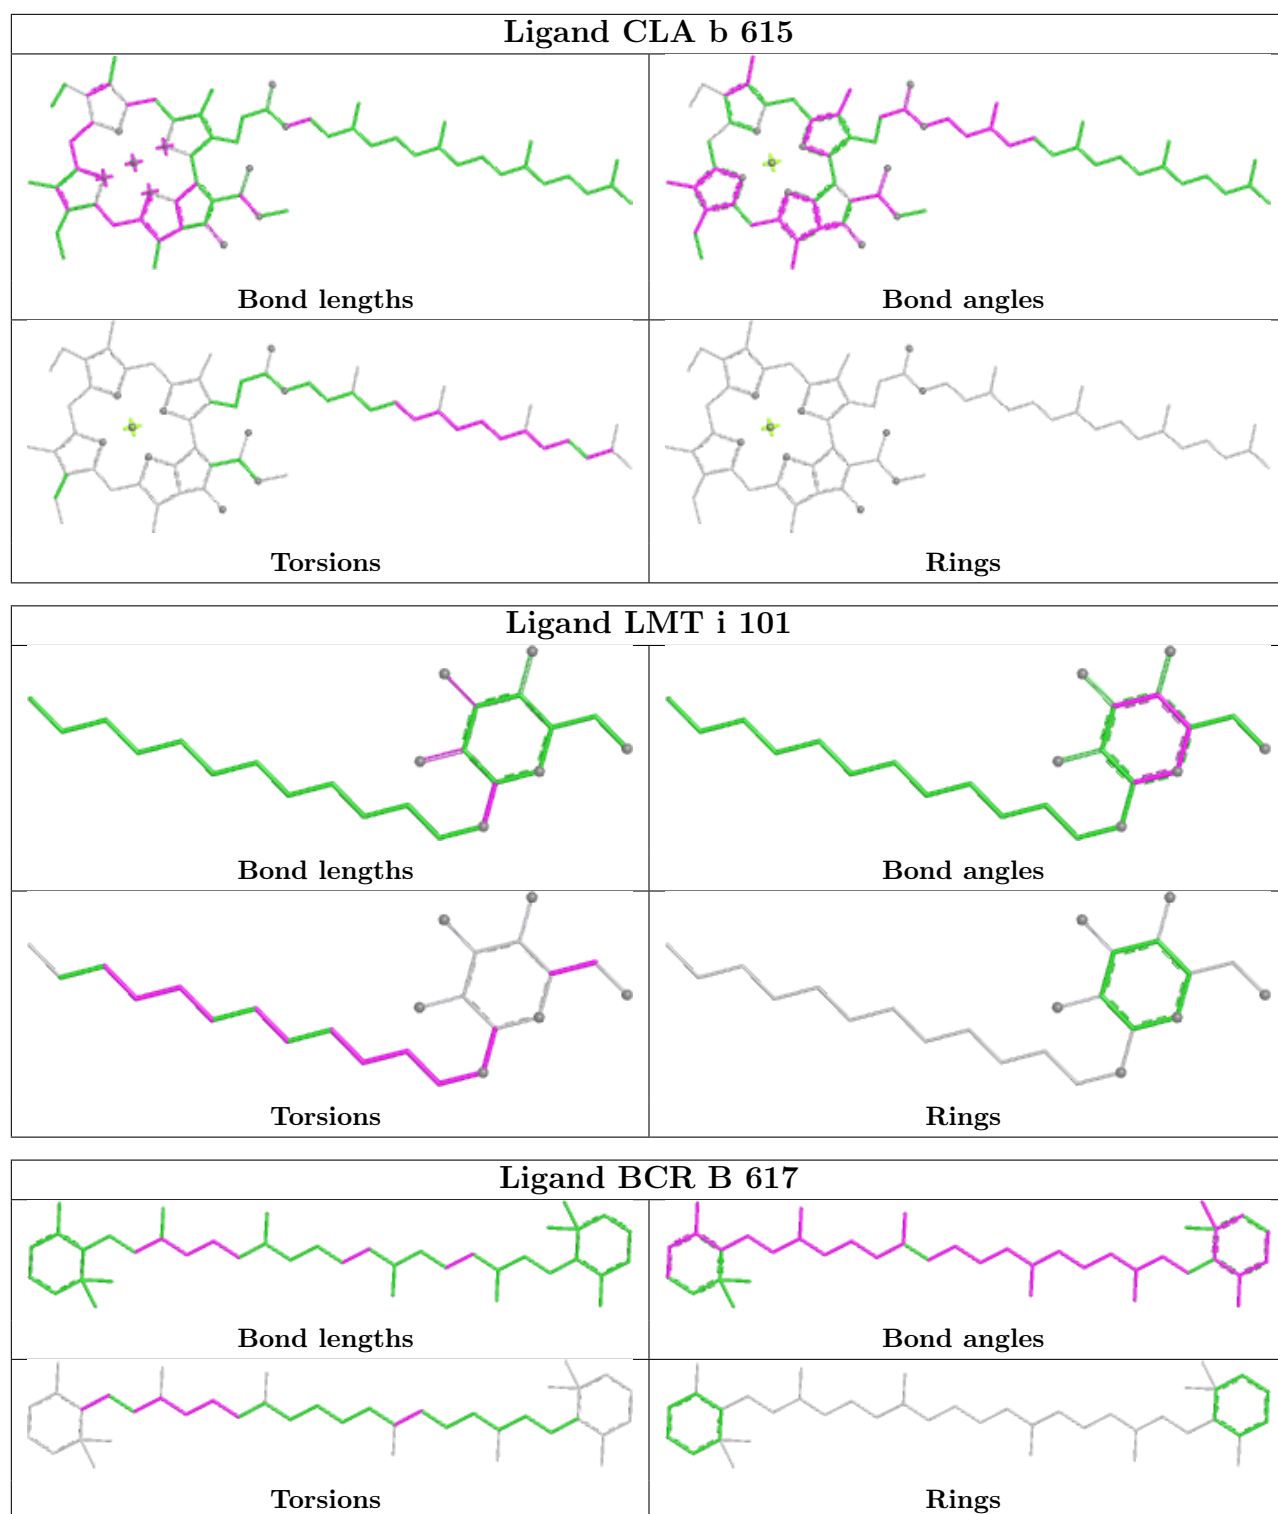 Ligand CLA b 615
Bond lengths
Bond angles
Torsions
Rings
Ligand LMT i 101
Bond lengths
Bond angles
Torsions
Rings
Ligand BCR B 617
Bond lengths
Bond angles
Torsions
Rings